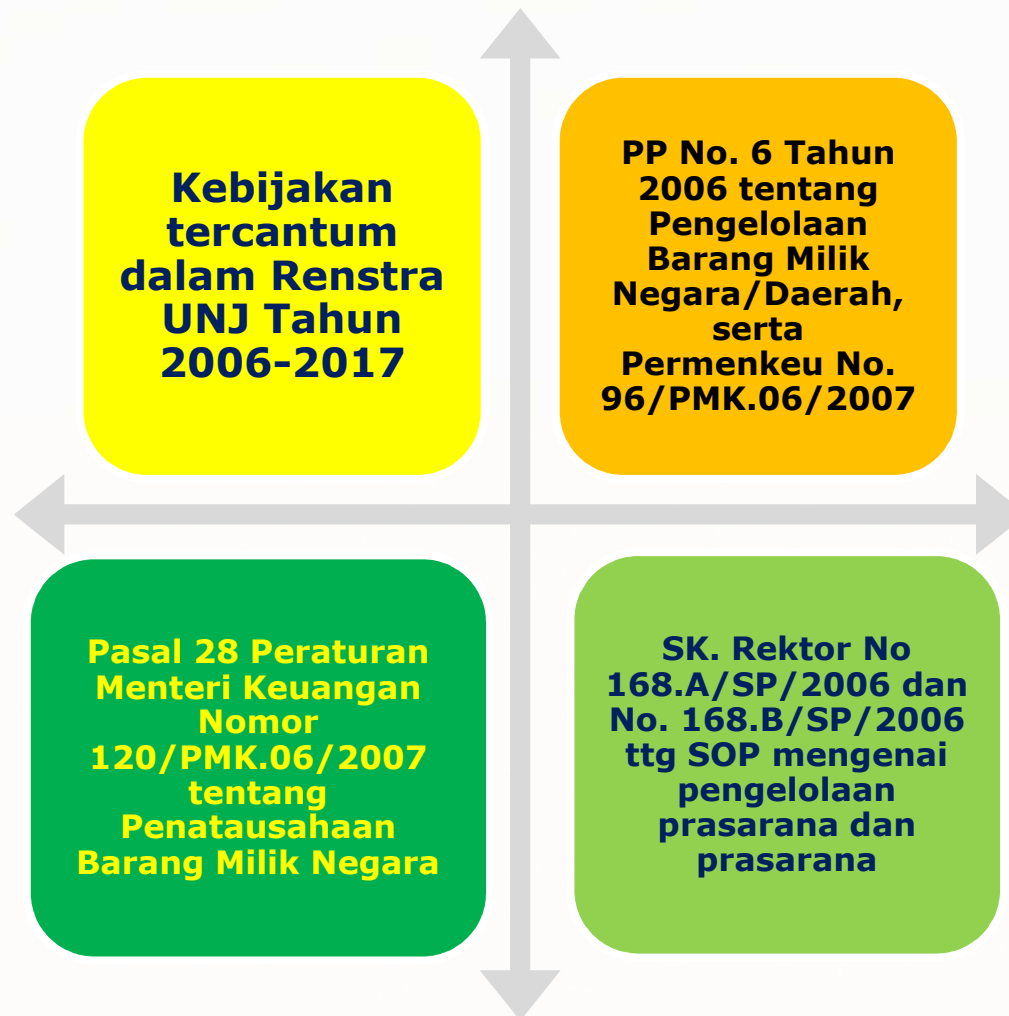 Kebijakan
tercantum
dalam Renstra
UNJ Tahun
2006-2017
PP No. 6 Tahun
2006 tentang
Pengelolaan
Barang Milik
Negara/Daerah,
serta
Permenkeu No.
96/PMK.06/2007
Pasal 28 Peraturan
Menteri Keuangan
Nomor
120/PMK.06/2007
tentang
Penatausahaan
Barang Milik Negara
SK. Rektor No
168.A/SP/2006 dan
No. 168.B/SP/2006
ttg SOP mengenai
pengelolaan
prasarana dan
prasarana